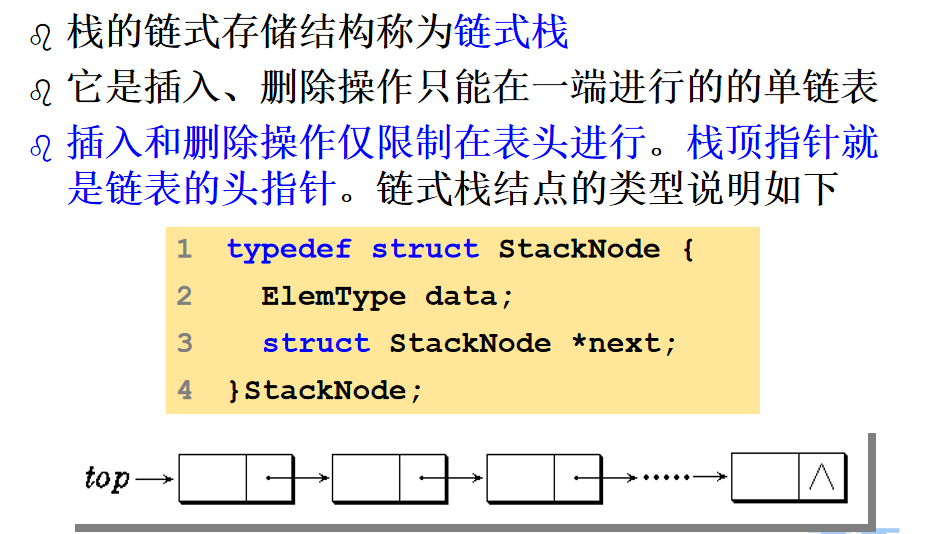 栈的链式存储结构称为链式栈
它是插入、删除操作只能在一端进行的的单链表
插入和删除操作仅限制在表头进行。栈顶指针就
是链表的头指针。链式栈结点的类型说明如下
1 typedef struct StackNode {
2 ElemType data;
3 struct StackNode *next;
4 }StackNode;
top